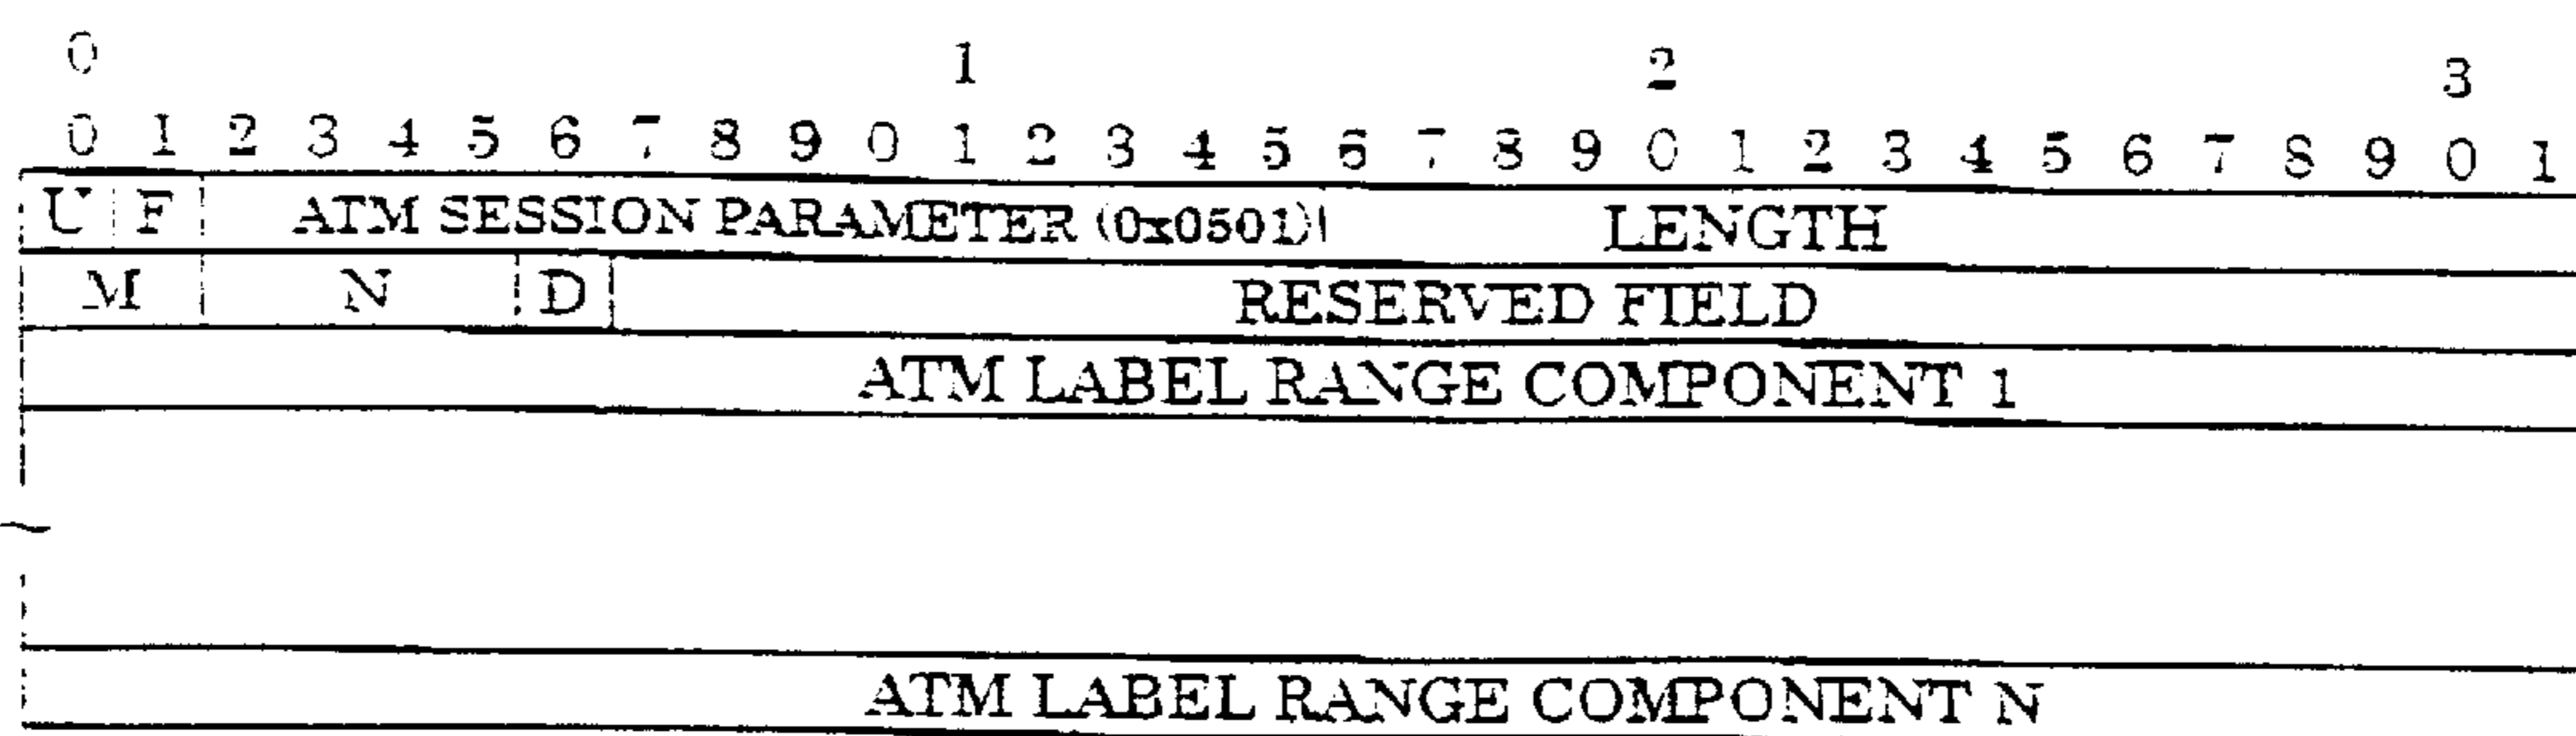 0 1 2 3
0 1 2 3 4 5 6 7 8 9 0 1 2 3 4 5 6 7 8 9 0 1 2 3 4 5 6 7 8 9 0 1
U F ATM SESSION PARAMETER (0x0501) LENGTH
M N D RESERVED FIELD
ATM LABEL RANGE COMPONENT 1
~
ATM LABEL RANGE COMPONENT N